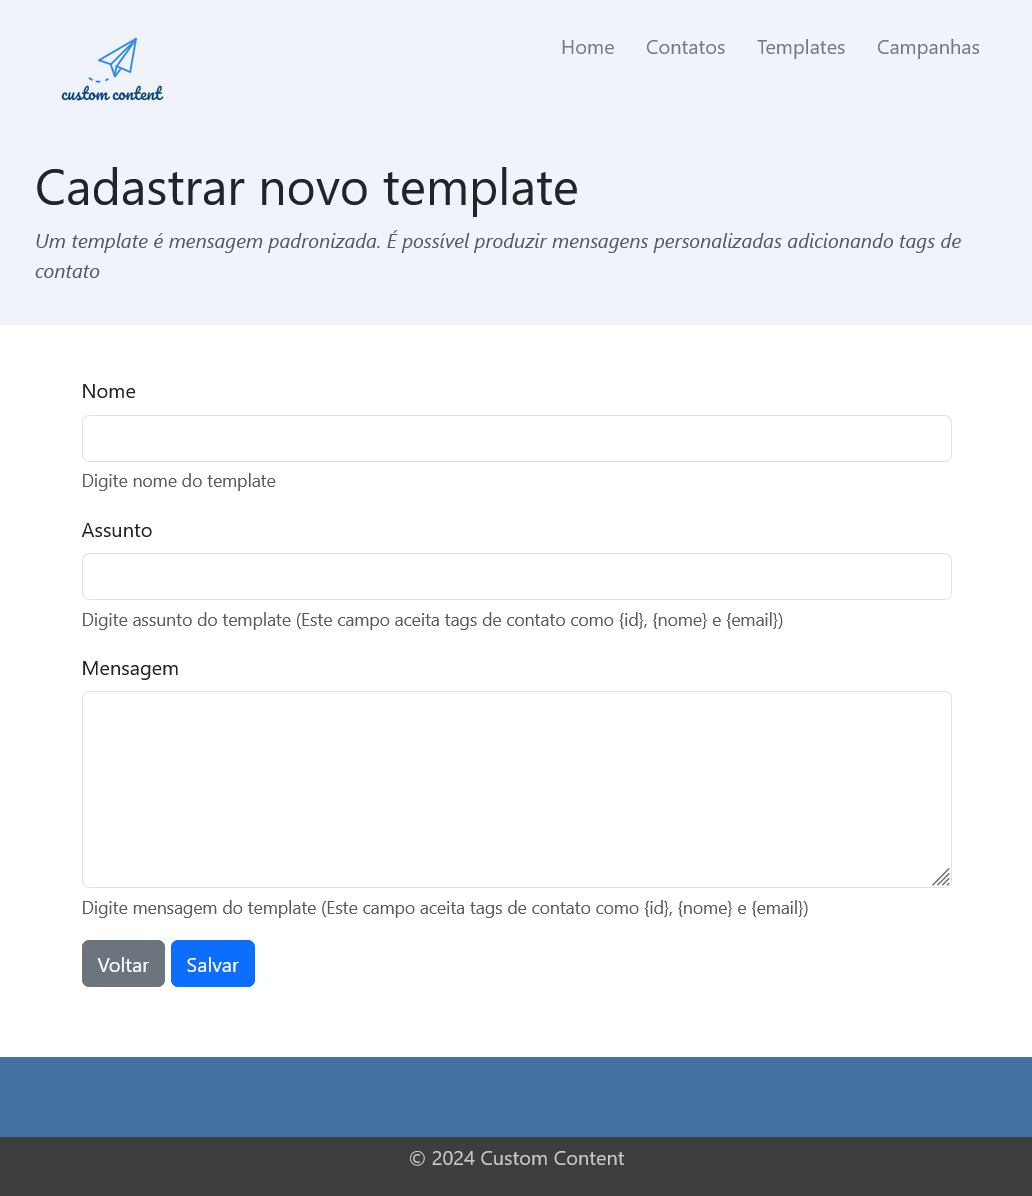 custom content
Home Contatos Templates Campanhas
Cadastrar novo template
Um template é mensagem padronizada. É possível produzir mensagens personalizadas adicionando tags de
contato
Nome
Digite nome do template
Assunto
Digite assunto do template (Este campo aceita tags de contato como {id}, {nome} e {email})
Mensagem
Digite mensagem do template (Este campo aceita tags de contato como {id}, {nome} e {email})
Voltar Salvar
© 2024 Custom Content